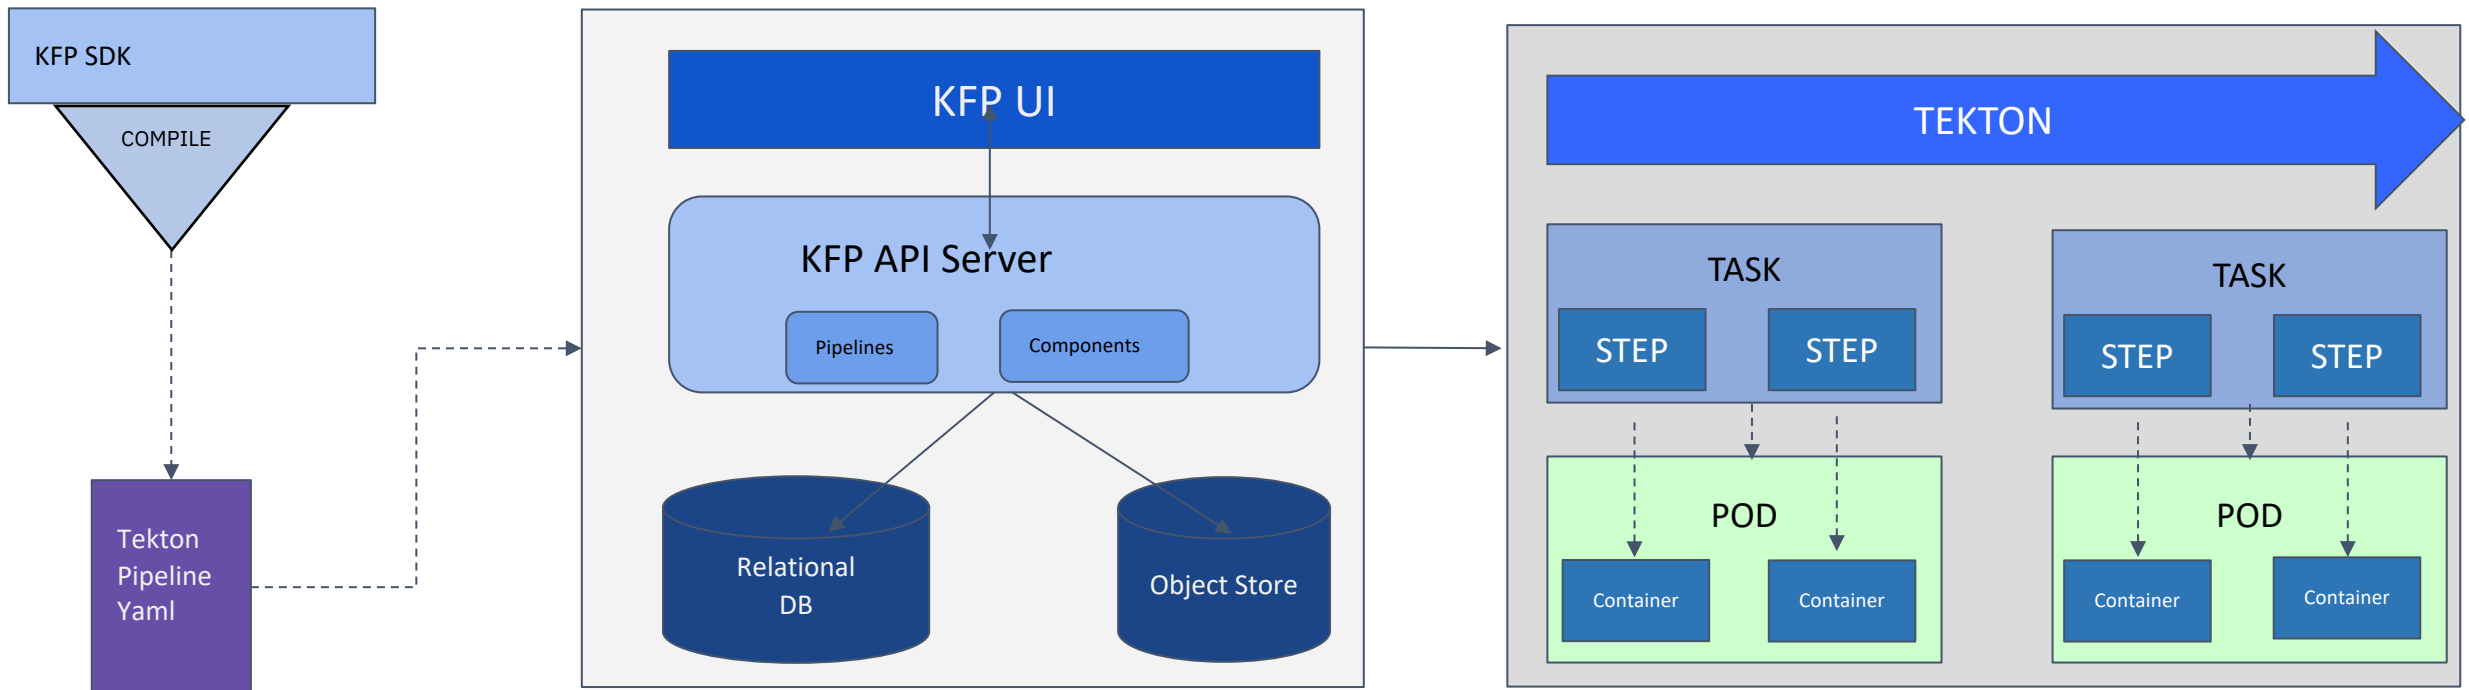 KFP SDK
COMPILE
Tekton
Pipeline
Yaml
KFP UI
KFP API Server
Pipelines
Components
Relational
DB
Object Store
TEKTON
TASK
STEP
STEP
POD
Container
Container
TASK
STEP
STEP
POD
Container
Container